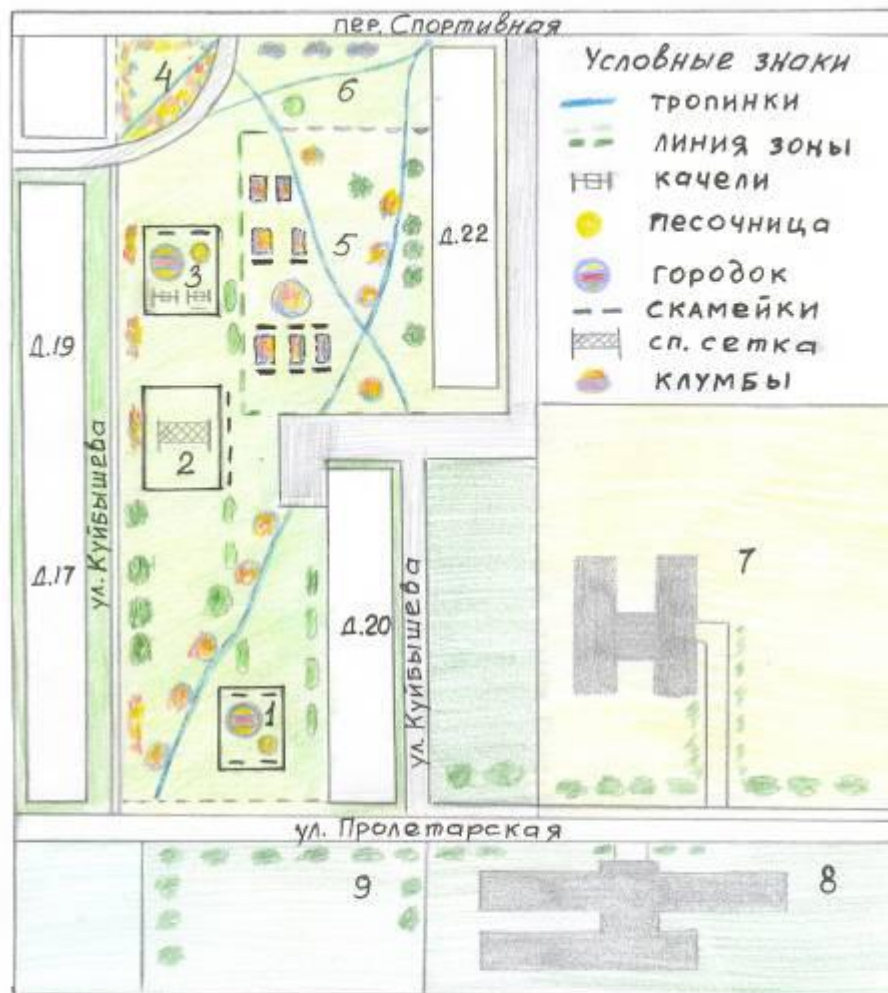 пер. Спортивная
Условные знаки
тропинки
линия зоны
качели
песочница
городок
скамейки
сп. сетка
клумбы
4
6
5
3
2
1
7
8
9
Д.22
Д.19
Д.17
Д.20
ул. Куйбышева
ул. Куйбышева
ул. Пролетарская